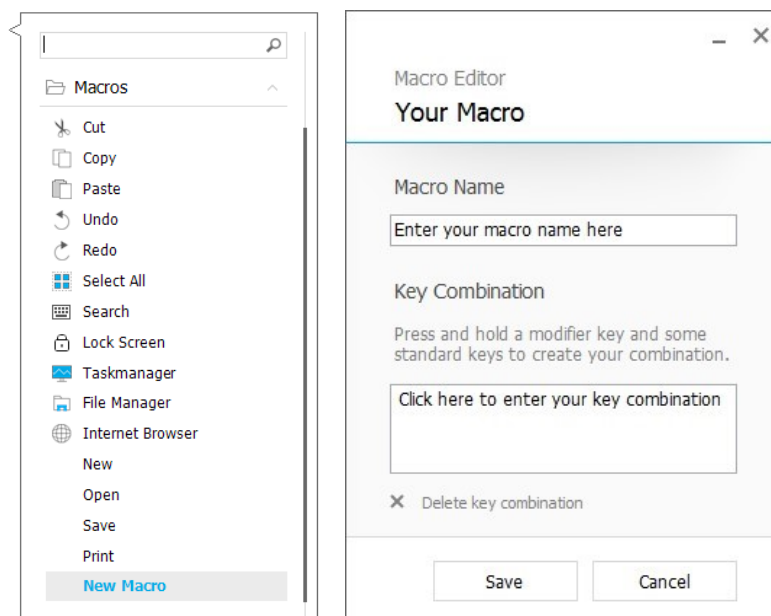 Macros
Cut
Copy
Paste
Undo
Redo
Select All
Search
Lock Screen
Taskmanager
File Manager
Internet Browser
New
Open
Save
Print
New Macro
Macro Editor
Your Macro
Macro Name
Enter your macro name here
Key Combination
Press and hold a modifier key and some
standard keys to create your combination.
Click here to enter your key combination
Delete key combination
Save
Cancel